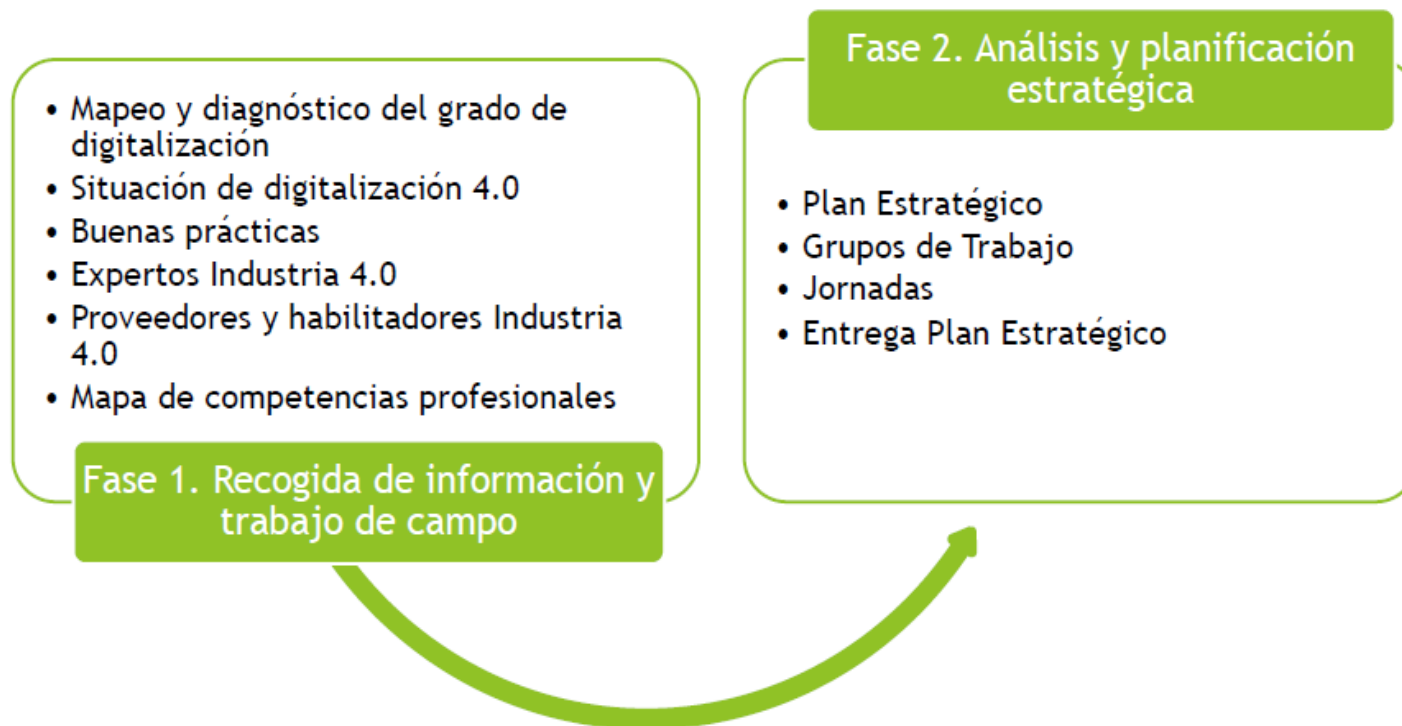 • Mapeo y diagnóstico del grado de
digitalización
• Situación de digitalización 4.0
• Buenas prácticas
• Expertos Industria 4.0
• Proveedores y habilitadores Industria
4.0
• Mapa de competencias profesionales
Fase 1. Recogida de información y
trabajo de campo
Fase 2. Análisis y planificación
estratégica
• Plan Estratégico
• Grupos de Trabajo
• Jornadas
• Entrega Plan Estratégico